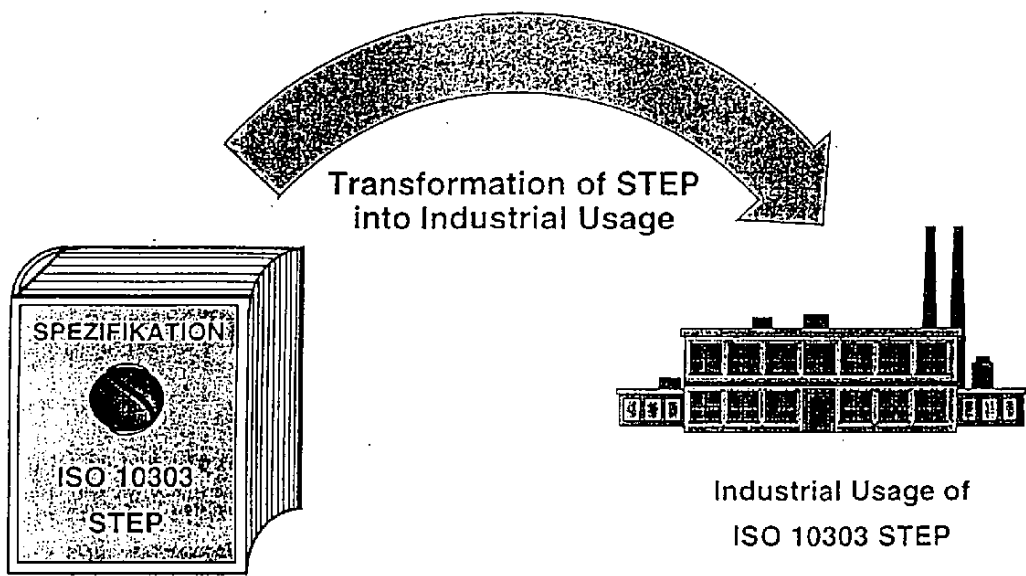 Transformation of STEP
into Industrial Usage
SPEZIFIKATION
ISO 10303
STEP
Industrial Usage of
ISO 10303 STEP